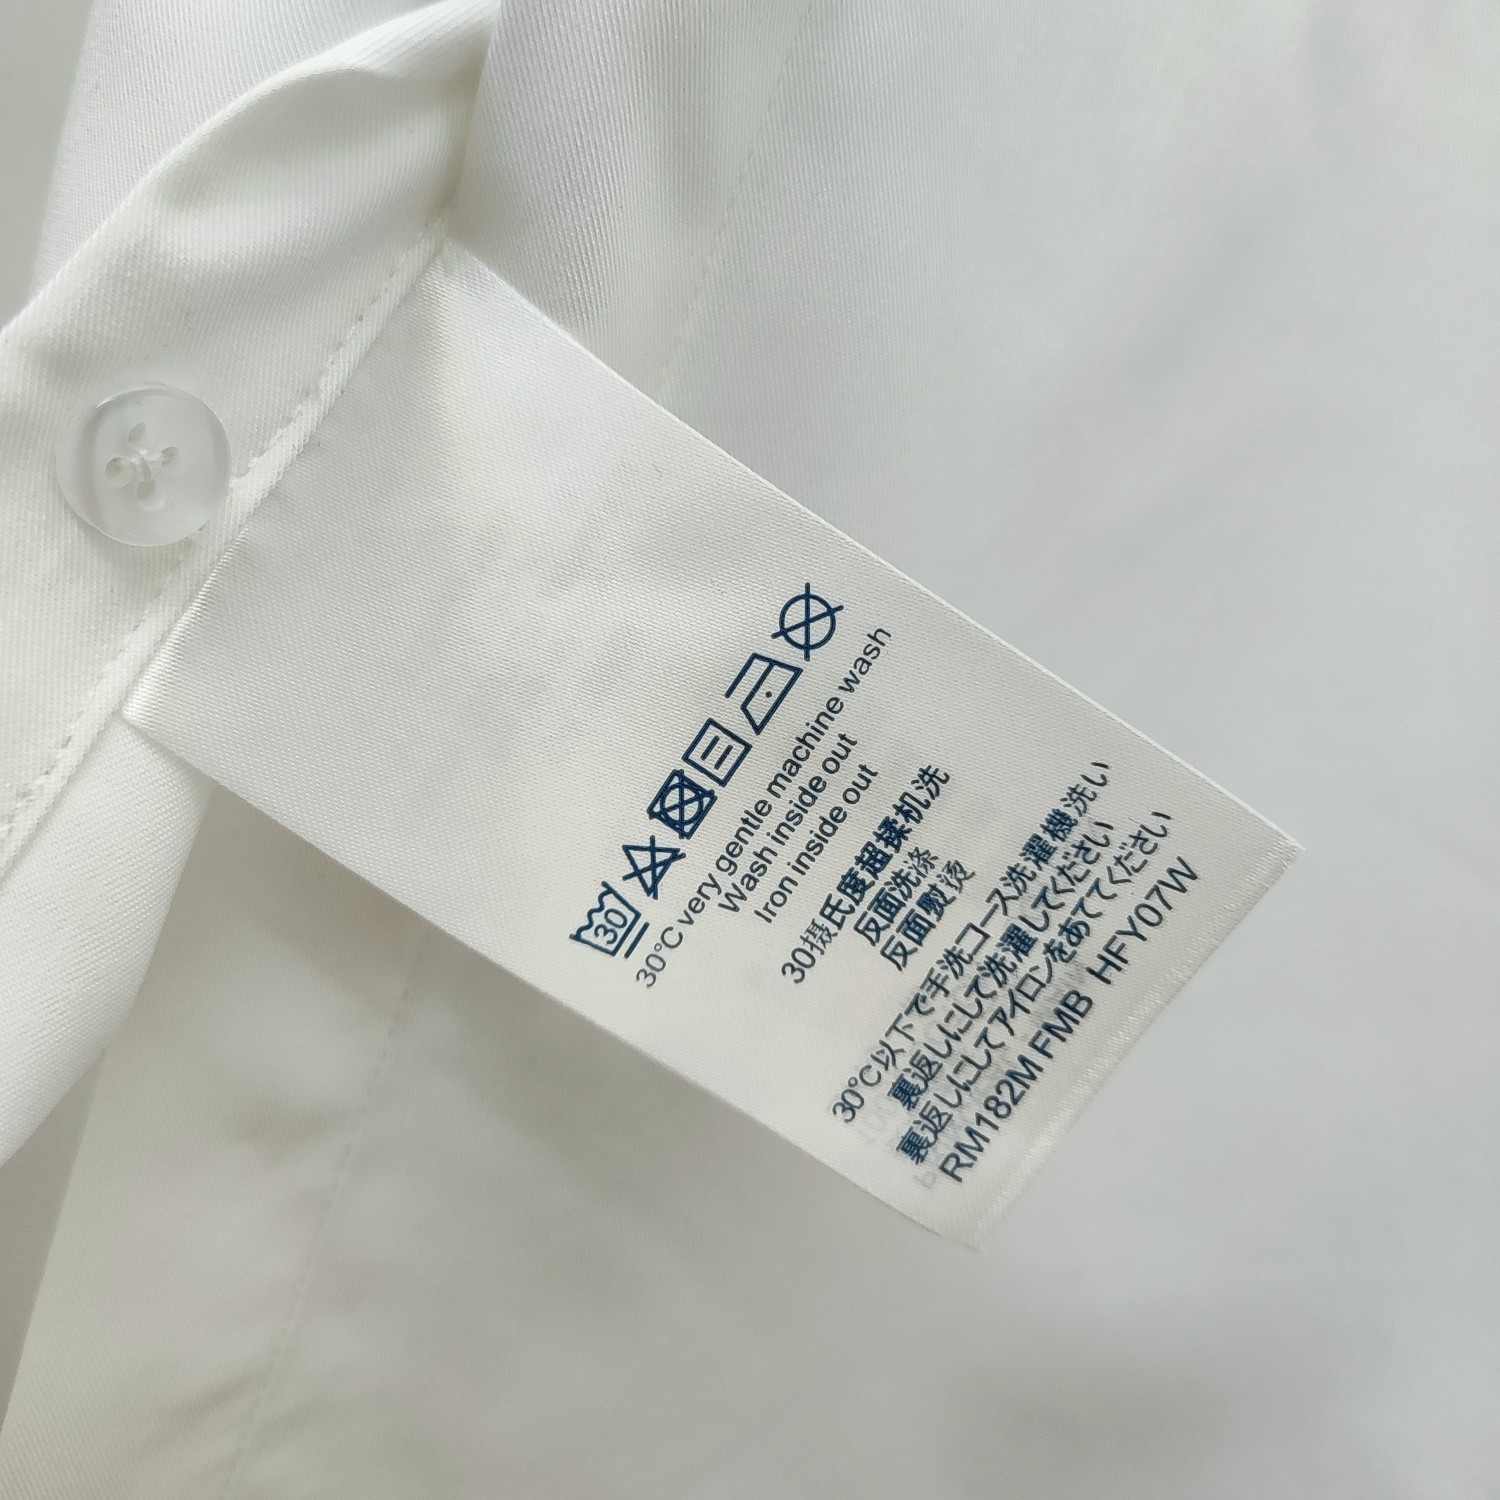 30
30°C very gentle machine wash
Wash inside out
Iron inside out
30摄氏度超揉机洗
反面洗涤
反面熨烫
30°C以下で手洗コース洗濯機洗い
裏返しにして洗濯してください
裏返しにしてアイロンをあててください
RM182M FMB HFY07W